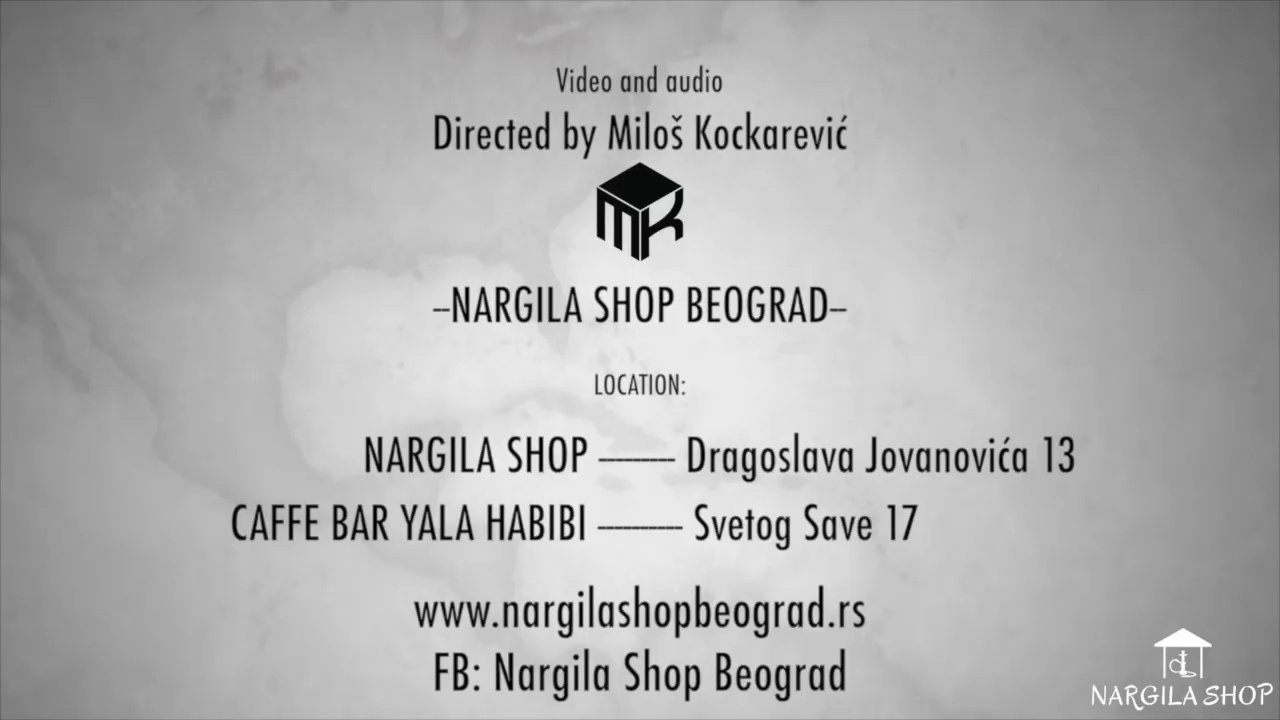 Video and audio
Directed by Miloš Kockarević
MK
--NARGILA SHOP BEOGRAD--
LOCATION:
NARGILA SHOP ---------- Dragoslava Jovanovića 13
CAFFE BAR YALA HABIBI ----------- Svetog Save 17
www.nargilashopbeograd.rs
FB: Nargila Shop Beograd
NARGILA SHOP